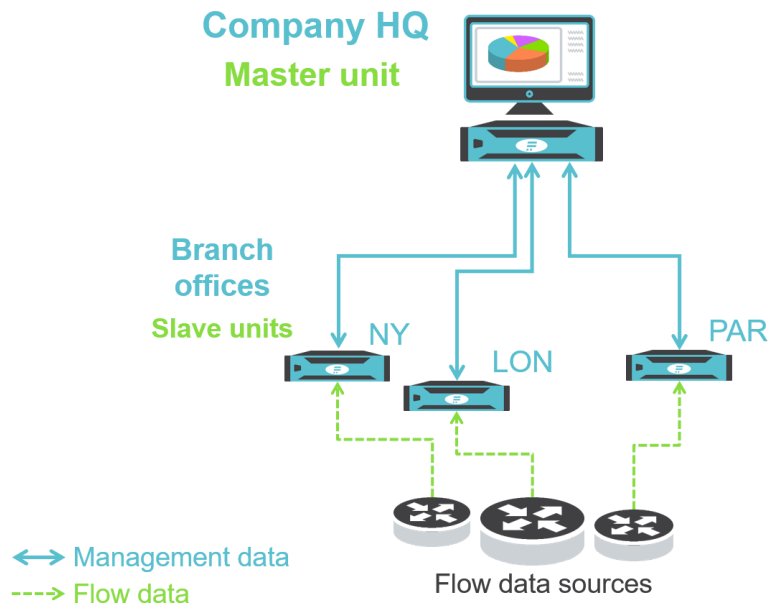 Company HQ
Master unit
Branch
offices
Slave units
NY
LON
PAR
Management data
Flow data
Flow data sources